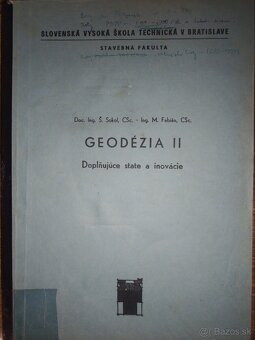 SLOVENSKÁ VYSOKÁ ŠKOLA TECHNICKÁ V BRATISLAVE
STAVEBNÁ FAKULTA
Doc. Ing. Š. Sokol, CSc. - Ing. M. Fabián, CSc.
GEODÉZIA II
Doplňujúce state a inovácie
© Bazos.sk